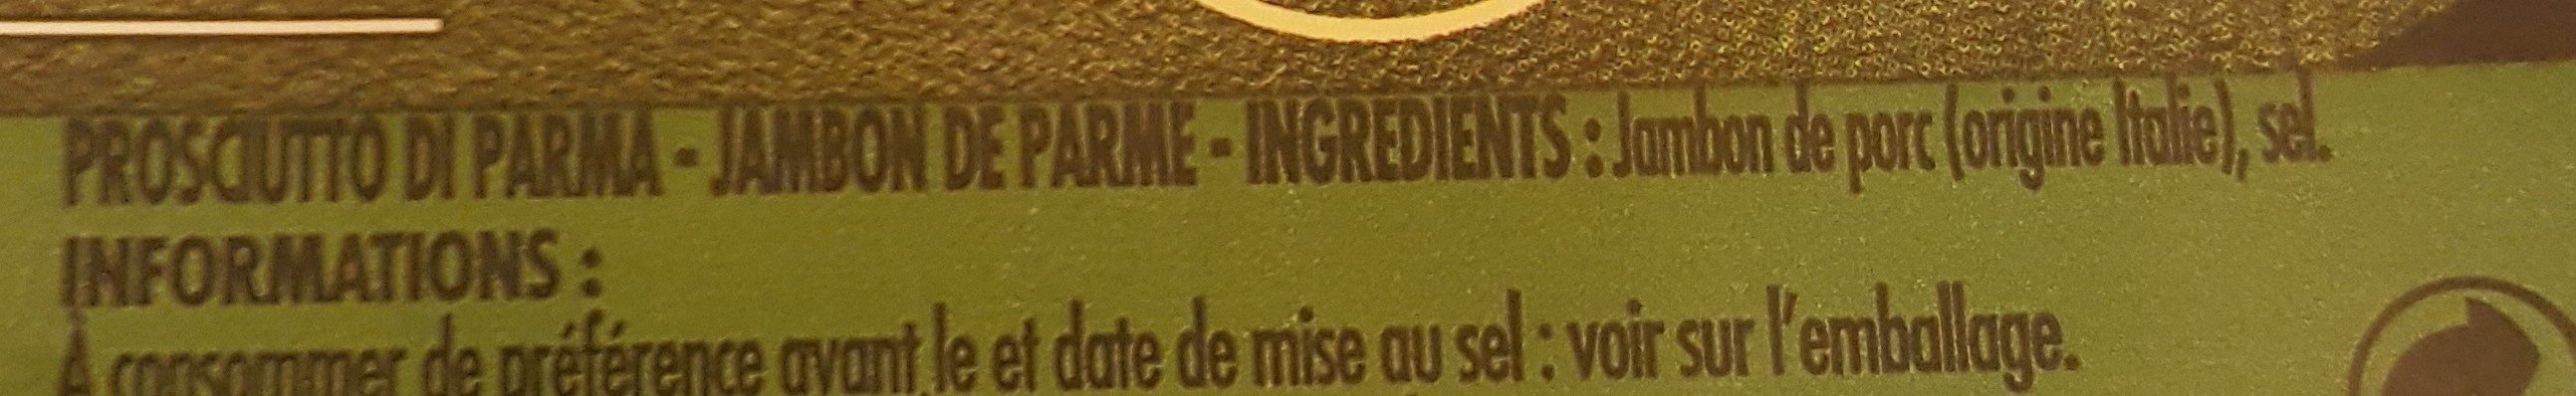 PROSCIUTTO DI PARMA - JAMBON DE PARME - INGREDIENTS : Jambon de porc (origine Italie), sel.
INFORMATIONS :
À consommer de préférence avant le et date de mise au sel : voir sur l'emballage.